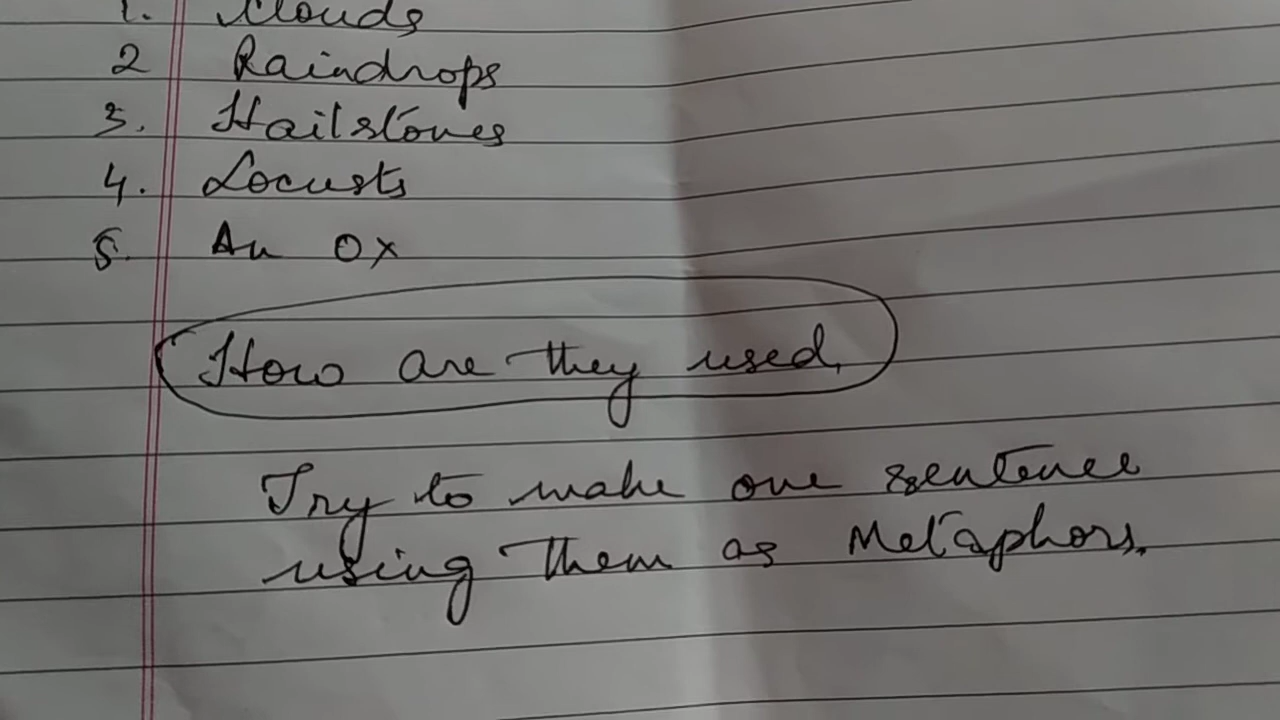 1. Clouds
2 Raindrops
3. Hailstones
4. Locusts
5. An Ox
How are they used.
Try to make one sentence
using them as Metaphors.